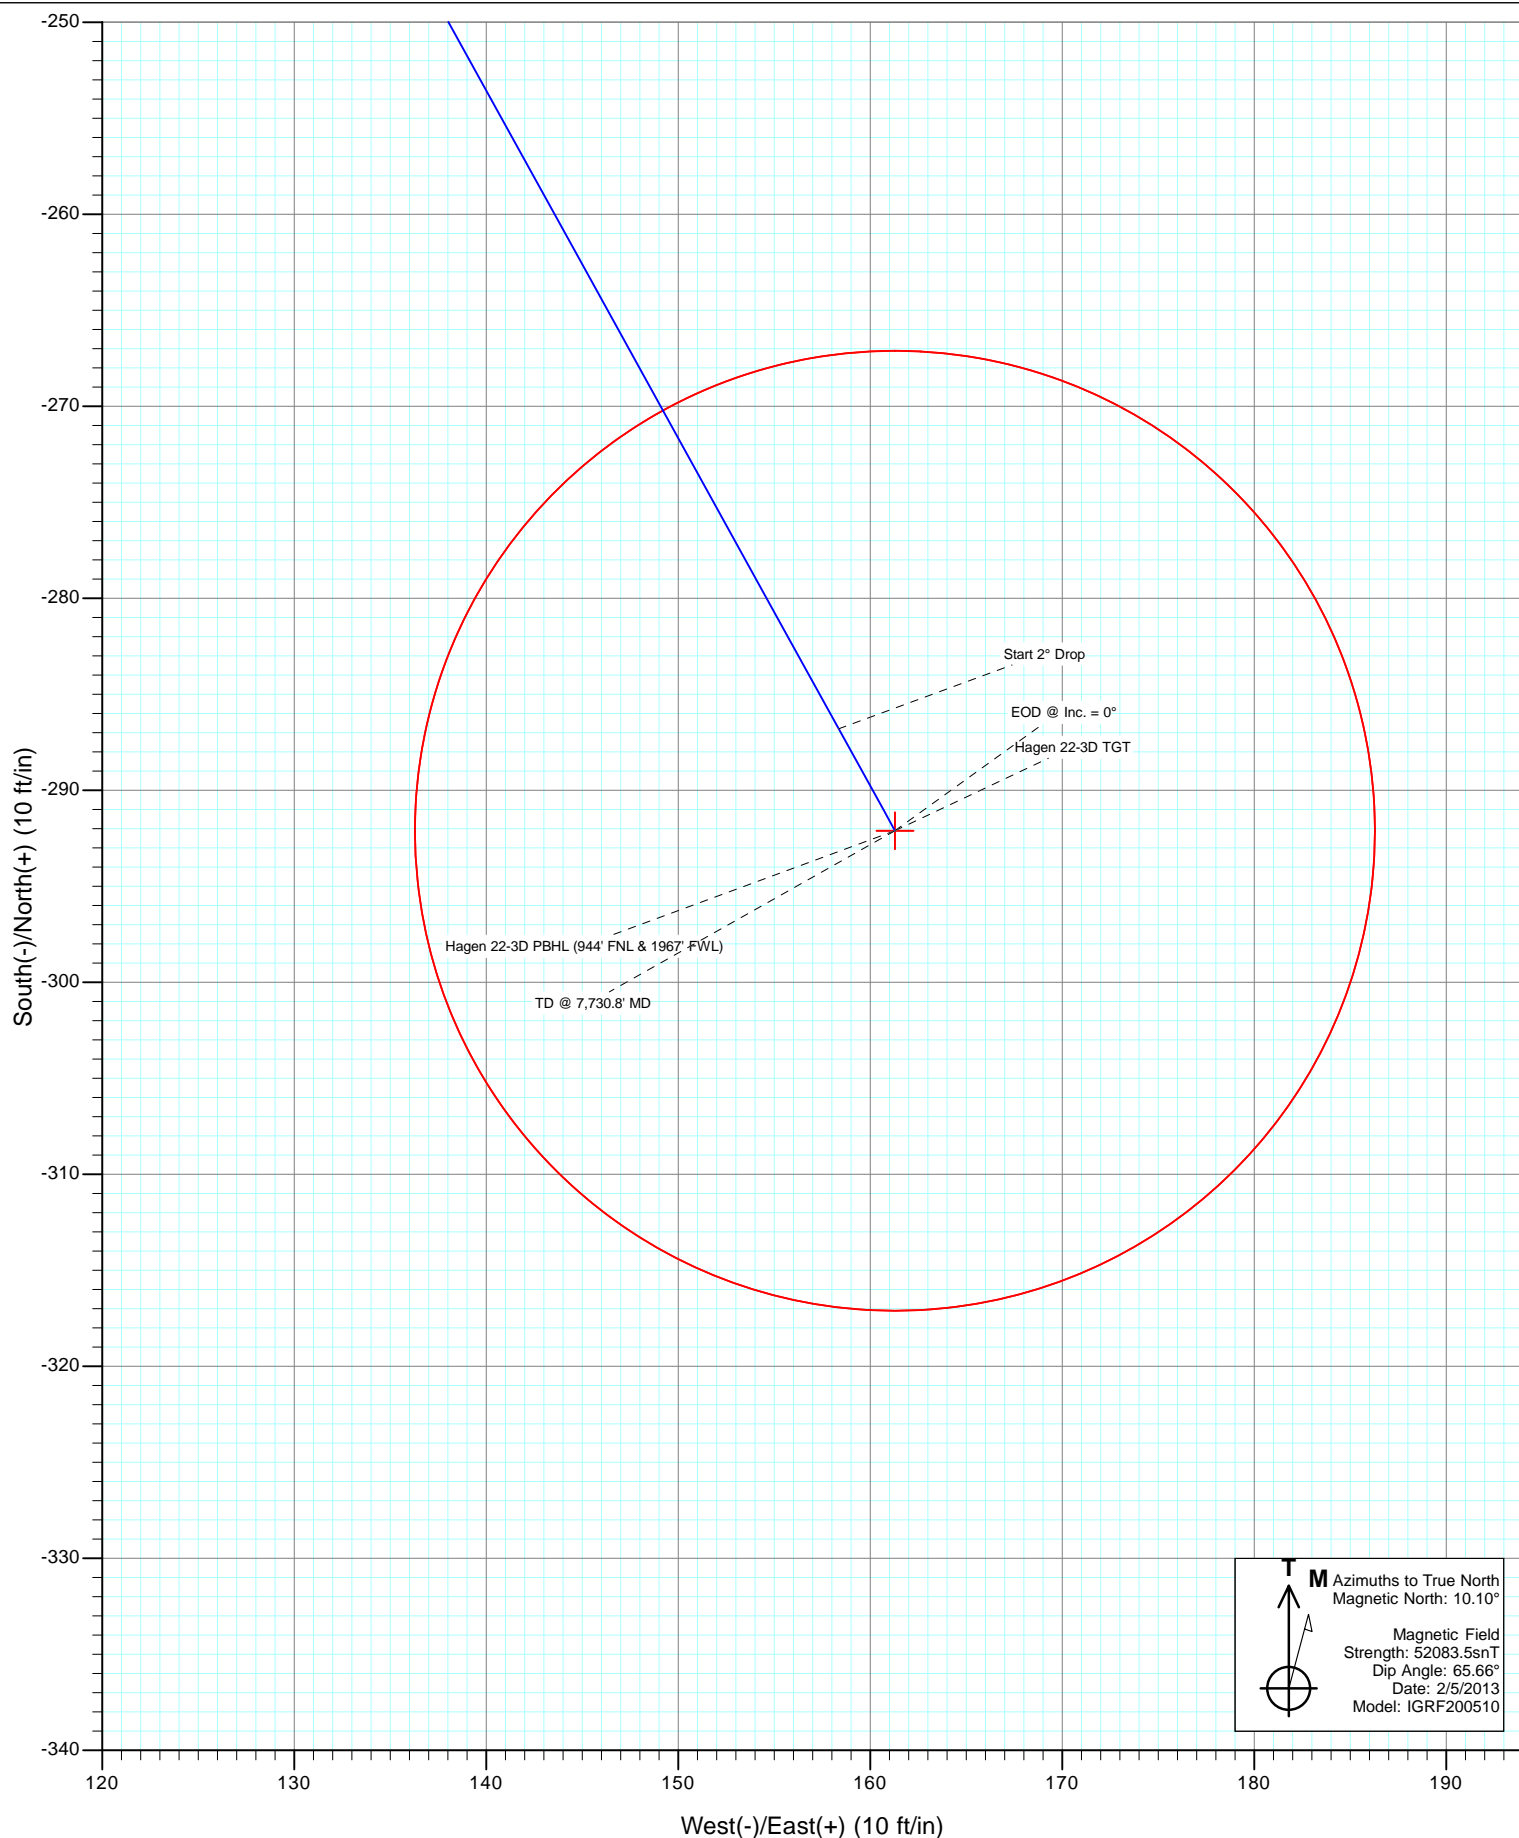 -250
-260
-270
-280
-290
-300
-310
-320
-330
-340
South(-)/North(+) (10 ft/in)
Start 2° Drop
EOD @ Inc. = 0°
Hagen 22-3D TGT
Hagen 22-3D PBHL (944' FNL & 1967' FWL)
TD @ 7,730.8' MD
T
M
Azimuths to True North
Magnetic North: 10.10°
Magnetic Field
Strength: 52083.5snT
Dip Angle: 65.66°
Date: 2/5/2013
Model: IGRF200510
120
130
140
150
160
170
180
190
West(-)/East(+) (10 ft/in)